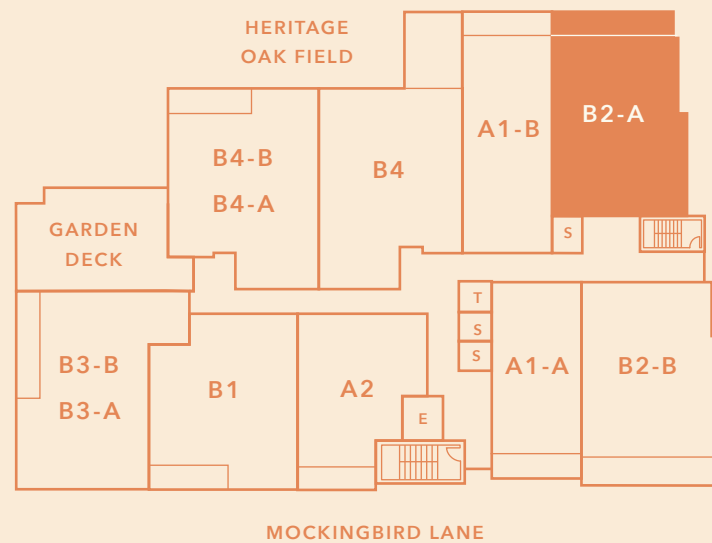 HERITAGE
OAK FIELD
A1-B
B2-A
B4-B
B4-A
B4
GARDEN
DECK
S
T
S
S
B3-B
B3-A
B1
A2
E
A1-A
B2-B
MOCKINGBIRD LANE